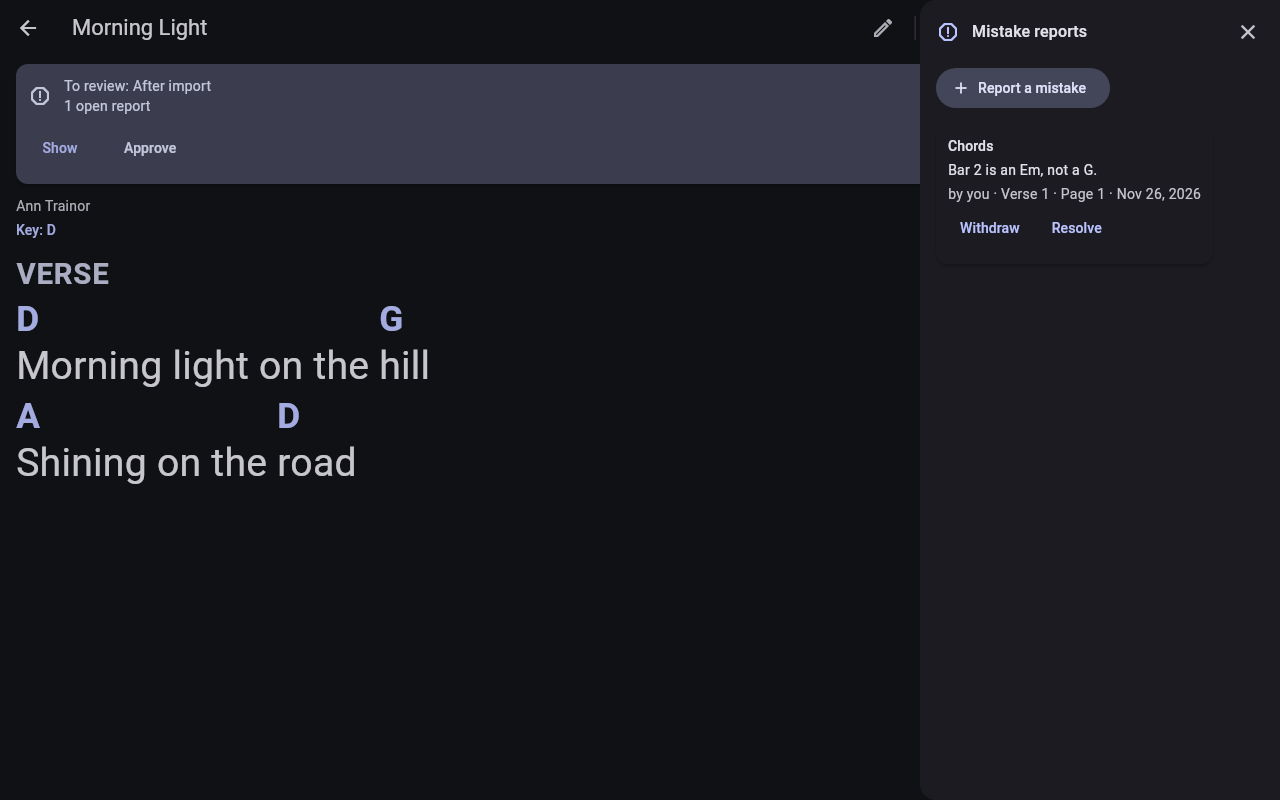 Morning Light
To review: After import
1 open report
Show
Approve
Ann Trainor
Key: D
VERSE
D G
Morning light on the hill
A D
Shining on the road
Mistake reports
Report a mistake
Chords
Bar 2 is an Em, not a G.
by you · Verse 1 · Page 1 · Nov 26, 2026
Withdraw
Resolve